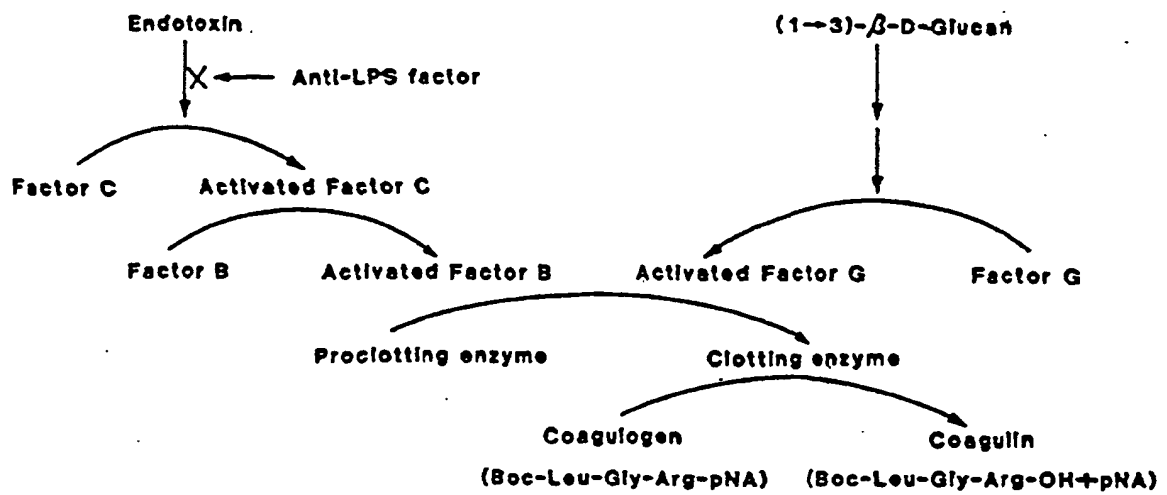 Endotoxin (1→3)-β-D-Glucan
X Anti-LPS factor
Factor C Activated Factor C
Factor B Activated Factor B Activated Factor G Factor G
Proclotting enzyme Clotting enzyme
Coagulogen Coagulin
(Boc-Leu-Gly-Arg-pNA) (Boc-Leu-Gly-Arg-OH+pNA)